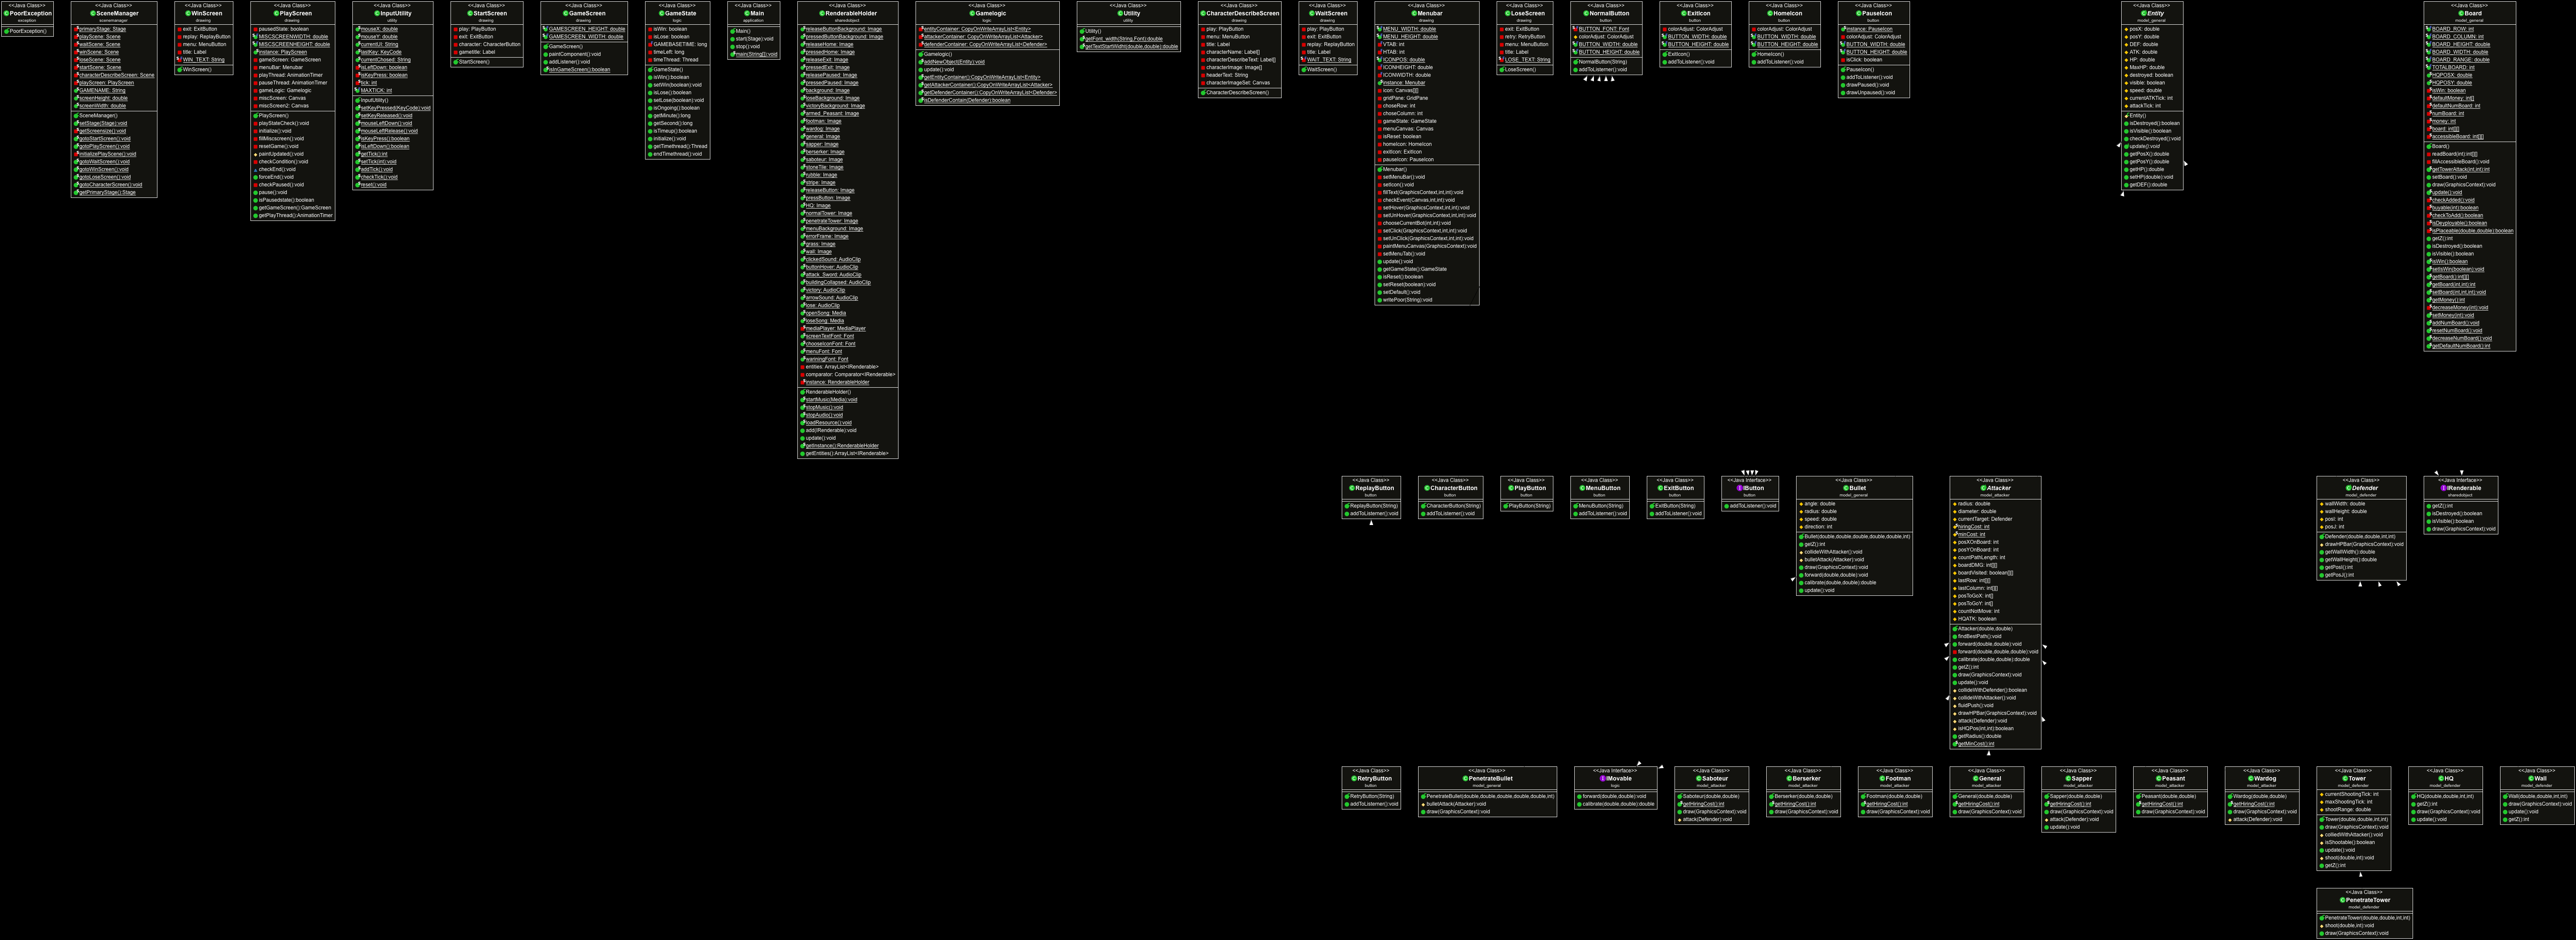 <<Java Class>>
PoorException
exception
PoorException()
<<Java Class>>
SceneManager
scenemanager
primaryStage: Stage
playScene: Scene
waitScene: Scene
winScene: Scene
loseScene: Scene
startScene: Scene
characterDescribeScreen: Scene
playScreen: PlayScreen
GAMENAME: String
screenHeight: double
screenWidth: double
SceneManager()
setStage(Stage):void
getScreensize():void
gotoStartScreen():void
gotoPlayScreen():void
initializePlayScene():void
gotoWaitScreen():void
gotoWinScreen():void
gotoLoseScreen():void
gotoCharacterScreen():void
getPrimaryStage():Stage
<<Java Class>>
WinScreen
drawing
exit: ExitButton
replay: ReplayButton
menu: MenuButton
title: Label
WIN_TEXT: String
WinScreen()
<<Java Class>>
PlayScreen
drawing
pausedState: boolean
MISCSCREENWIDTH: double
MISCSCREENHEIGHT: double
instance: PlayScreen
gameScreen: GameScreen
menuBar: Menubar
playThread: AnimationTimer
pauseThread: AnimationTimer
gameLogic: Gamelogic
miscScreen: Canvas
miscScreen2: Canvas
PlayScreen()
playStateCheck():void
initialize():void
fillMiscscreen():void
resetGame():void
paintUpdated():void
checkCondition():void
checkEnd():void
forceEnd():void
checkPaused():void
pause():void
isPausedstate():boolean
getGameScreen():GameScreen
getPlayThread():AnimationTimer
<<Java Class>>
InputUtility
utility
mouseX: double
mouseY: double
currentUI: String
lastKey: KeyCode
currentChosed: String
isLeftDown: boolean
isKeyPress: boolean
tick: int
MAXTICK: int
InputUtility()
setKeyPressed(KeyCode):void
setKeyReleased():void
mouseLeftDown():void
mouseLeftRelease():void
isKeyPress():boolean
isLeftDown():boolean
getTick():int
setTick(int):void
addTick():void
checkTick():void
reset():void
<<Java Class>>
StartScreen
drawing
play: PlayButton
exit: ExitButton
character: CharacterButton
gametitle: Label
StartScreen()
<<Java Class>>
GameScreen
drawing
GAMESCREEN_HEIGHT: double
GAMESCREEN_WIDTH: double
GameScreen()
paintComponent():void
addListener():void
isInGameScreen():boolean
<<Java Class>>
GameState
logic
isWin: boolean
isLose: boolean
GAMEBASETIME: long
timeLeft: long
timeThread: Thread
GameState()
isWin():boolean
setWin(boolean):void
isLose():boolean
setLose(boolean):void
isOngoing():boolean
getMinute():long
getSecond():long
isTimeup():boolean
initialize():void
getTimethread():Thread
endTimethread():void
<<Java Class>>
Main
application
Main()
start(Stage):void
stop():void
main(String[]):void
<<Java Class>>
RenderableHolder
sharedobject
releaseButtonBackground: Image
pressedButtonBackground: Image
releaseHome: Image
pressedHome: Image
releaseExit: Image
pressedExit: Image
releasePaused: Image
pressedPaused: Image
background: Image
loseBackground: Image
victoryBackground: Image
armed_Peasant: Image
footman: Image
wardog: Image
general: Image
sapper: Image
berserker: Image
saboteur: Image
stoneTile: Image
rubble: Image
stripe: Image
releaseButton: Image
pressButton: Image
HQ: Image
normalTower: Image
penetrateTower: Image
menuBackground: Image
errorFrame: Image
grass: Image
wall: Image
clickedSound: AudioClip
buttonHover: AudioClip
attack_Sword: AudioClip
buildingCollapsed: AudioClip
victory: AudioClip
arrowSound: AudioClip
lose: AudioClip
openSong: Media
loseSong: Media
mediaPlayer: MediaPlayer
screenTextFont: Font
chooseIconFont: Font
menuFont: Font
warinningFont: Font
entities: ArrayList<IRenderable>
comparator: Comparator<IRenderable>
instance: RenderableHolder
RenderableHolder()
startMusic(Media):void
stopMusic():void
stopAudio():void
loadResource():void
add(IRenderable):void
update():void
getInstance():RenderableHolder
getEntities():ArrayList<IRenderable>
<<Java Class>>
Gamelogic
logic
entityContainer: CopyOnWriteArrayList<Entity>
attackerContainer: CopyOnWriteArrayList<Attacker>
defenderContainer: CopyOnWriteArrayList<Defender>
Gamelogic()
addNewObject(Entity):void
update():void
getEntityContainer():CopyOnWriteArrayList<Entity>
getAttackerContainer():CopyOnWriteArrayList<Attacker>
getDefenderContainer():CopyOnWriteArrayList<Defender>
isDefenderContain(Defender):boolean
<<Java Class>>
Utility
utility
Utility()
getFont_width(String,Font):double
getTextStartWidth(double,double):double
<<Java Class>>
CharacterDescribeScreen
drawing
play: PlayButton
menu: MenuButton
title: Label
characterName: Label[]
characterDescribeText: Label[]
characterImage: Image[]
headerText: String
characterImageSet: Canvas
CharacterDescribeScreen()
<<Java Class>>
WaitScreen
drawing
play: PlayButton
exit: ExitButton
replay: ReplayButton
title: Label
WAIT_TEXT: String
WaitScreen()
<<Java Class>>
Menubar
drawing
MENU_WIDTH: double
MENU_HEIGHT: double
VTAB: int
HTAB: int
ICONPOS: double
ICONHEIGHT: double
ICONWIDTH: double
instance: Menubar
icon: Canvas[][]
gridPane: GridPane
choseRow: int
choseColumn: int
gameState: GameState
menuCanvas: Canvas
isReset: boolean
homeIcon: HomeIcon
exitIcon: ExitIcon
pauseIcon: PauseIcon
Menubar()
setMenuBar():void
setIcon():void
fillText(GraphicsContext,int,int):void
checkEvent(Canvas,int,int):void
setHover(GraphicsContext,int,int):void
setUnHover(GraphicsContext,int,int):void
chooseCurrentBot(int,int):void
setClick(GraphicsContext,int,int):void
setUnClick(GraphicsContext,int,int):void
paintMenuCanvas(GraphicsContext):void
setMenuTab():void
update():void
getGameState():GameState
isReset():boolean
setReset(boolean):void
setDefault():void
writePoor(String):void
<<Java Class>>
LoseScreen
drawing
exit: ExitButton
retry: RetryButton
menu: MenuButton
title: Label
LOSE_TEXT: String
LoseScreen()
<<Java Class>>
NormalButton
button
BUTTON_FONT: Font
colorAdjust: ColorAdjust
BUTTON_WIDTH: double
BUTTON_HEIGHT: double
NormalButton(String)
addToListener():void
<<Java Class>>
ExitIcon
button
colorAdjust: ColorAdjust
BUTTON_WIDTH: double
BUTTON_HEIGHT: double
ExitIcon()
addToListener():void
<<Java Class>>
HomeIcon
button
colorAdjust: ColorAdjust
BUTTON_WIDTH: double
BUTTON_HEIGHT: double
HomeIcon()
addToListener():void
<<Java Class>>
PauseIcon
button
instance: PauseIcon
colorAdjust: ColorAdjust
BUTTON_WIDTH: double
BUTTON_HEIGHT: double
isClick: boolean
PauseIcon()
addToListener():void
drawPaused():void
drawUnpaused():void
<<Java Class>>
Entity
model_general
posX: double
posY: double
DEF: double
HP: double
MaxHP: double
ATK: double
destroyed: boolean
visible: boolean
speed: double
currentATKTick: int
attackTick: int
Entity()
isDestroyed():boolean
isVisible():boolean
checkDestroyed():void
update():void
getPosX():double
getPosY():double
getHP():double
setHP(double):void
getDEF():double
<<Java Class>>
Board
model_general
BOARD_ROW: int
BOARD_COLUMN: int
BOARD_HEIGHT: double
BOARD_WIDTH: double
BOARD_RANGE: double
TOTALBOARD: int
HQPOSX: double
HQPOSY: double
isWin: boolean
defaultMoney: int[]
defaultNumBoard: int
numBoard: int
money: int
board: int[][]
accessibleBoard: int[][]
Board()
readBoard(int):int[][]
fillAccessibleBoard():void
getTowerAttack(int,int):int
setBoard():void
draw(GraphicsContext):void
update():void
checkAdded():void
buyable(int):boolean
checkToAdd():boolean
isDeyployable():boolean
isPlaceable(double,double):boolean
getZ():int
isDestroyed():boolean
isVisible():boolean
isWin():boolean
setIsWin(boolean):void
getBoard():int[][]
getBoard(int,int):int
setBoard(int,int,int):void
getMoney():int
decreaseMoney(int):void
setMoney(int):void
addNumBoard():void
resetNumBoard():void
decreaseNumBoard():void
getDefaultNumBoard():int
<<Java Class>>
ReplayButton
button
ReplayButton(String)
addToListerner():void
<<Java Class>>
CharacterButton
button
CharacterButton(String)
addToListerner():void
<<Java Class>>
PlayButton
button
PlayButton(String)
<<Java Class>>
MenuButton
button
MenuButton(String)
addToListerner():void
<<Java Class>>
ExitButton
button
ExitButton(String)
addToListener():void
<<Java Interface>>
IButton
button
addToListener():void
<<Java Class>>
Bullet
model_general
angle: double
radius: double
speed: double
direction: int
Bullet(double,double,double,double,double,int)
getZ():int
collideWithAttacker():void
bulletAttack(Attacker):void
draw(GraphicsContext):void
forward(double,double):void
calibrate(double,double):double
update():void
<<Java Class>>
Attacker
model_attacker
radius: double
diameter: double
currentTarget: Defender
hiringCost: int
minCost: int
posXOnBoard: int
posYOnBoard: int
countPathLength: int
boardDMG: int[][]
boardVisited: boolean[][]
lastRow: int[][]
lastColumn: int[][]
posToGoX: int[]
posToGoY: int[]
countNotMove: int
HQATK: boolean
Attacker(double,double)
findBestPath():void
forward(double,double):void
forward(double,double,double):void
calibrate(double,double):double
getZ():int
draw(GraphicsContext):void
update():void
collideWithDefender():boolean
collideWithAttacker():void
fluidPush():void
drawHPBar(GraphicsContext):void
attack(Defender):void
isHQPos(int,int):boolean
getRadius():double
getMinCost():int
<<Java Class>>
Defender
model_defender
wallWidth: double
wallHeight: double
posI: int
posJ: int
Defender(double,double,int,int)
drawHPBar(GraphicsContext):void
getWallWidth():double
getWallHeight():double
getPosI():int
getPosJ():int
<<Java Interface>>
IRenderable
sharedobject
getZ():int
isDestroyed():boolean
isVisible():boolean
draw(GraphicsContext):void
<<Java Class>>
RetryButton
button
RetryButton(String)
addToListener():void
<<Java Class>>
PenetrateBullet
model_general
PenetrateBullet(double,double,double,double,double,int)
bulletAttack(Attacker):void
draw(GraphicsContext):void
<<Java Interface>>
IMovable
logic
forward(double,double):void
calibrate(double,double):double
<<Java Class>>
Saboteur
model_attacker
Saboteur(double,double)
getHiringCost():int
draw(GraphicsContext):void
attack(Defender):void
<<Java Class>>
Berserker
model_attacker
Berserker(double,double)
getHiringCost():int
draw(GraphicsContext):void
<<Java Class>>
Footman
model_attacker
Footman(double,double)
getHiringCost():int
draw(GraphicsContext):void
<<Java Class>>
General
model_attacker
General(double,double)
getHiringCost():int
draw(GraphicsContext):void
<<Java Class>>
Sapper
model_attacker
Sapper(double,double)
getHiringCost():int
draw(GraphicsContext):void
attack(Defender):void
update():void
<<Java Class>>
Peasant
model_attacker
Peasant(double,double)
getHiringCost():int
draw(GraphicsContext):void
<<Java Class>>
Wardog
model_attacker
Wardog(double,double)
getHiringCost():int
draw(GraphicsContext):void
attack(Defender):void
<<Java Class>>
Tower
model_defender
currentShootingTick: int
maxShootingTick: int
shootRange: double
Tower(double,double,int,int)
draw(GraphicsContext):void
colliedWithAttacker():void
isShootable():boolean
update():void
shoot(double,int):void
getZ():int
<<Java Class>>
HQ
model_defender
HQ(double,double,int,int)
getZ():int
draw(GraphicsContext):void
update():void
<<Java Class>>
Wall
model_defender
Wall(double,double,int,int)
draw(GraphicsContext):void
update():void
getZ():int
<<Java Class>>
PenetrateTower
model_defender
PenetrateTower(double,double,int,int)
shoot(double,int):void
draw(GraphicsContext):void